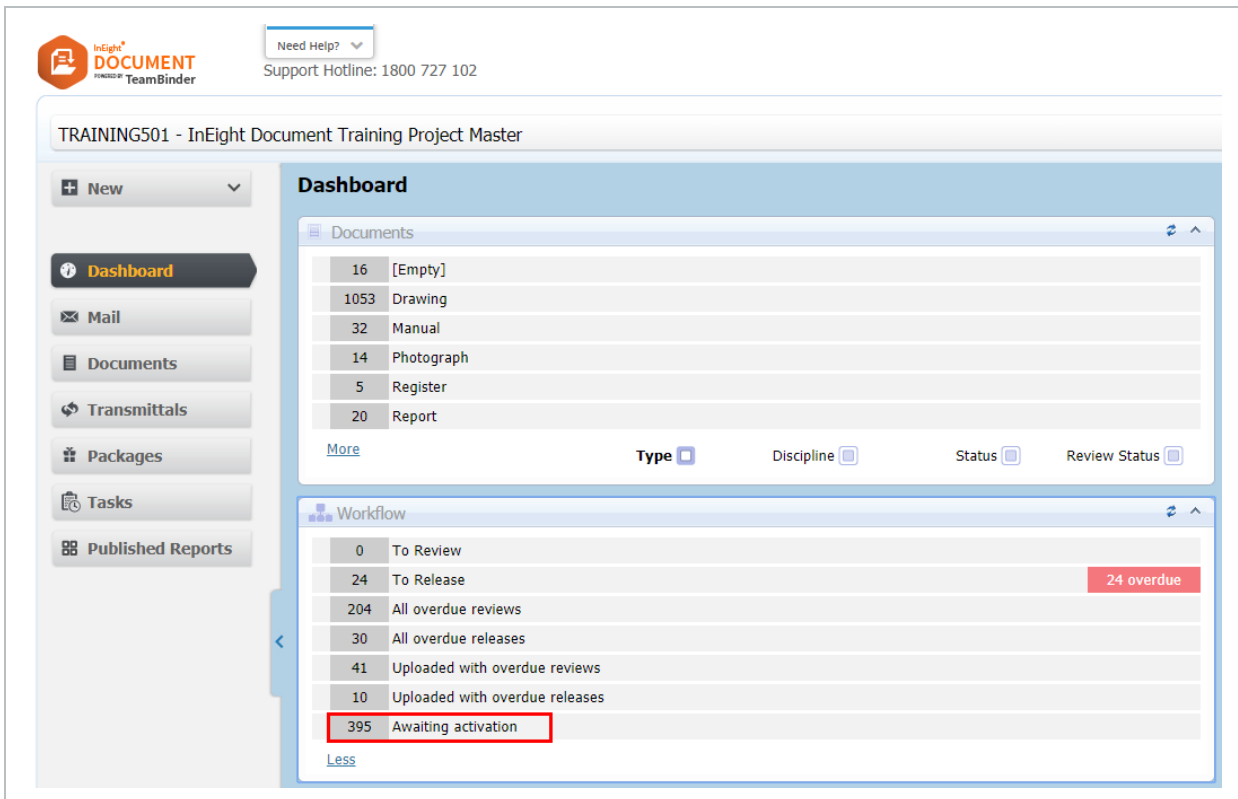 InEight
DOCUMENT
POWERED BY TeamBinder
Need Help?
Support Hotline: 1800 727 102
TRAINING501 - InEight Document Training Project Master
New
Dashboard
Mail
Documents
Transmittals
Packages
Tasks
Published Reports
Dashboard
Documents
16 [Empty]
1053 Drawing
32 Manual
14 Photograph
5 Register
20 Report
More Type Discipline Status Review Status
Workflow
0 To Review
24 To Release 24 overdue
204 All overdue reviews
30 All overdue releases
41 Uploaded with overdue reviews
10 Uploaded with overdue releases
395 Awaiting activation
Less